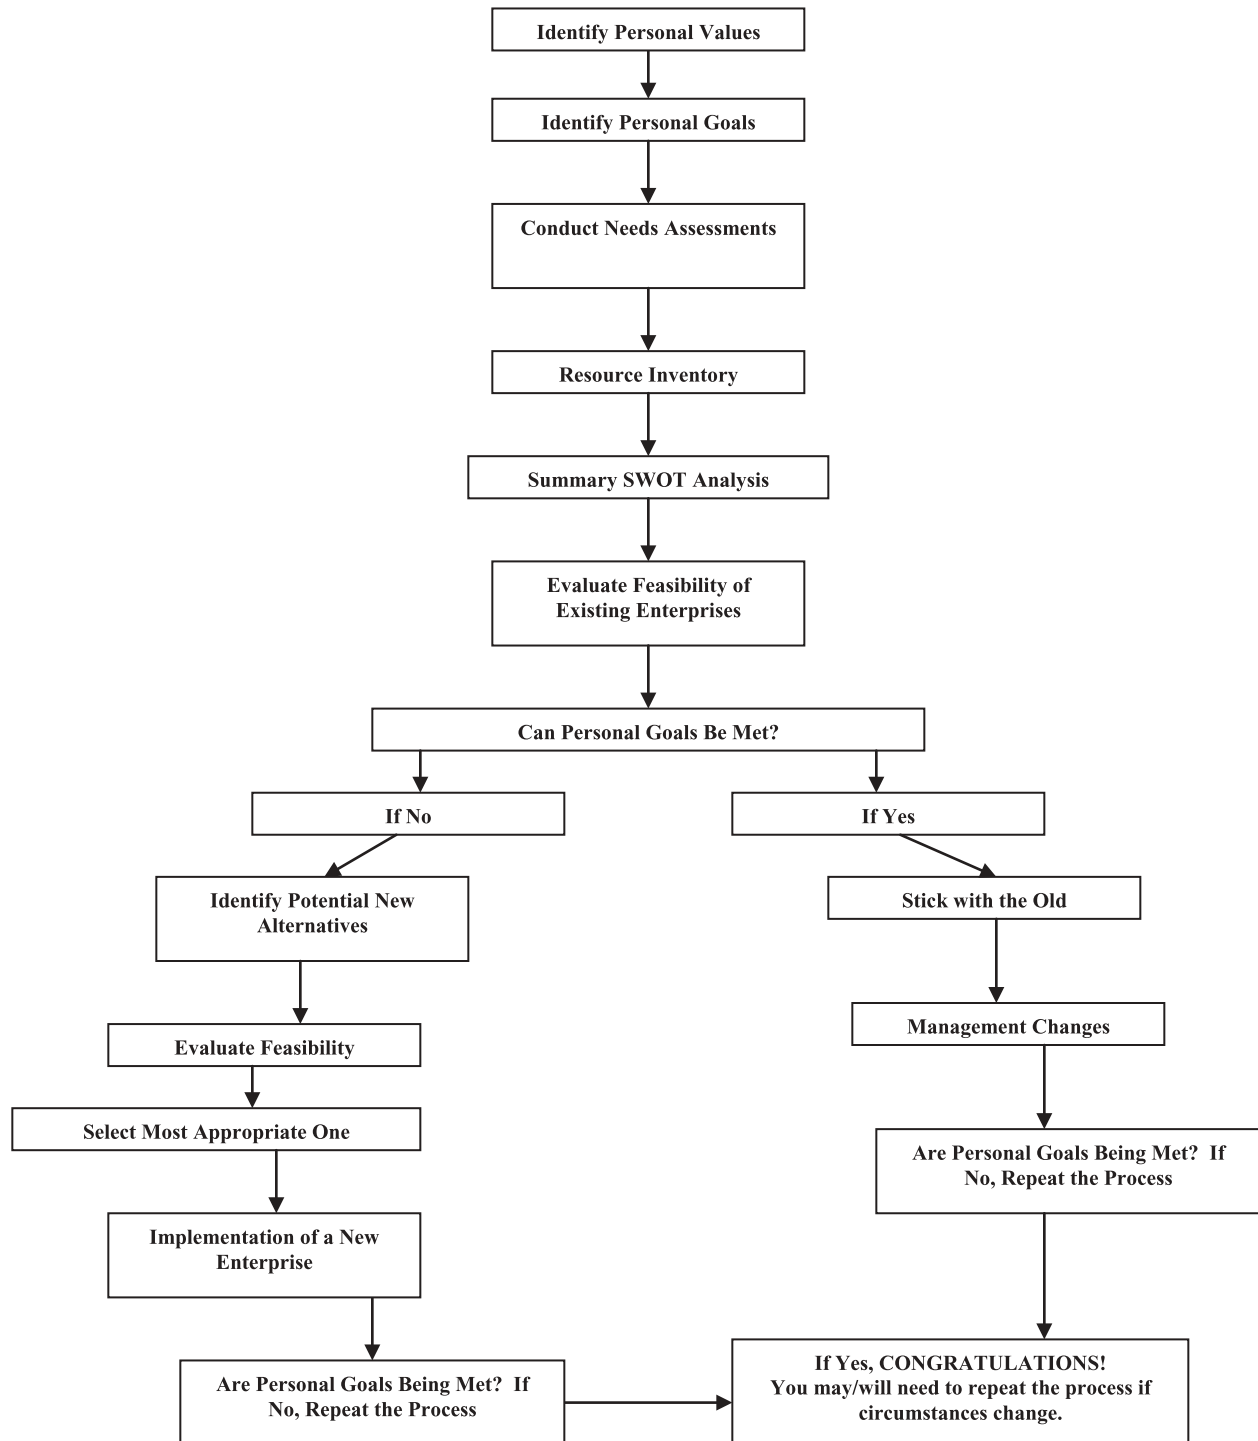 Identify Personal Values
Identify Personal Goals
Conduct Needs Assessments
Resource Inventory
Summary SWOT Analysis
Evaluate Feasibility of
Existing Enterprises
Can Personal Goals Be Met?
If No
If Yes
Identify Potential New
Alternatives
Stick with the Old
Evaluate Feasibility
Management Changes
Select Most Appropriate One
Are Personal Goals Being Met?  If
No, Repeat the Process
Implementation of a New
Enterprise
Are Personal Goals Being Met?  If
No, Repeat the Process
If Yes, CONGRATULATIONS!
You may/will need to repeat the process if
circumstances change.